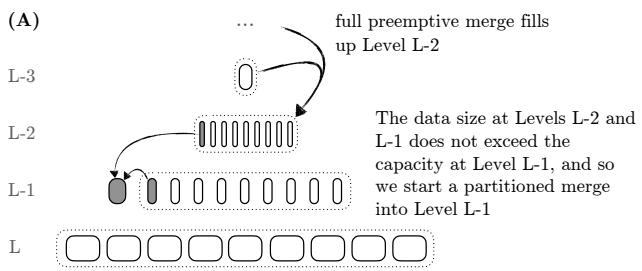 (A)
...
full preemptive merge fills
up Level L-2
L-3
L-2
The data size at Levels L-2 and
L-1 does not exceed the
capacity at Level L-1, and so
we start a partitioned merge
into Level L-1
L-1
L